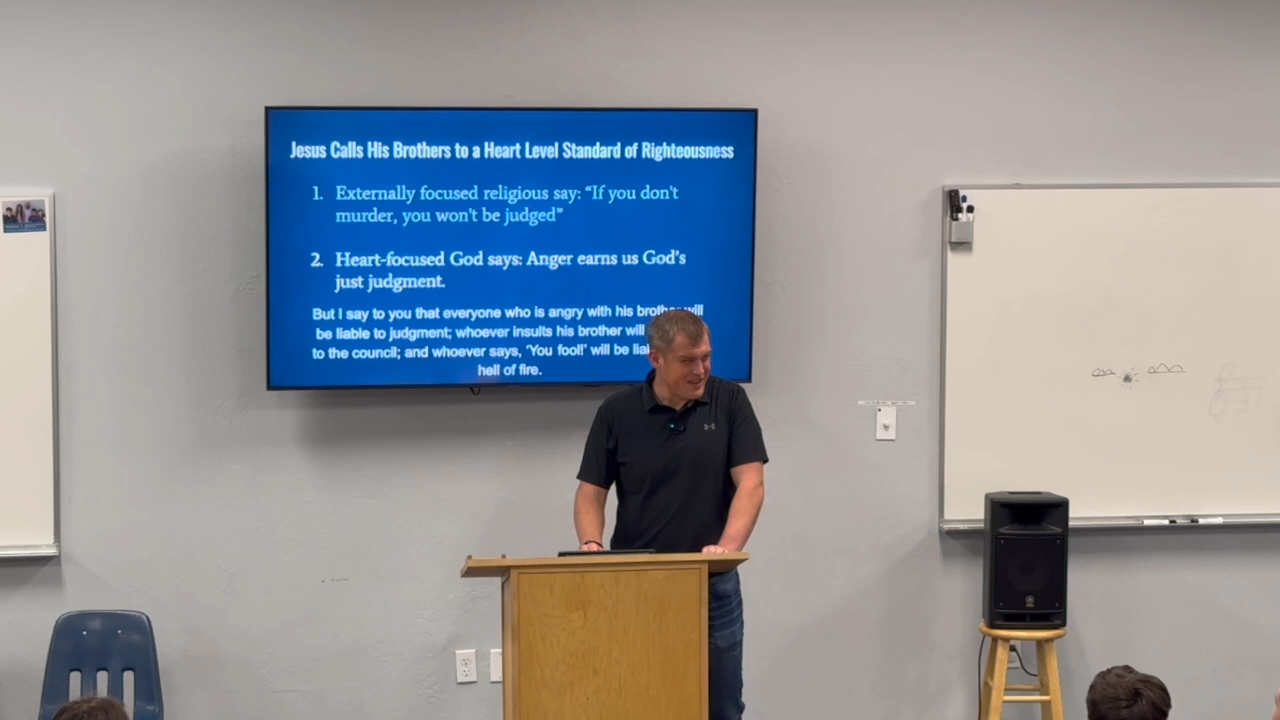 Jesus Calls His Brothers to a Heart Level Standard of Righteousness
1. Externally focused religious say: “If you don't
murder, you won't be judged”
2. Heart-focused God says: Anger earns us God's
just judgment.
But I say to you that everyone who is angry with his brother will
be liable to judgment; whoever insults his brother will
to the council; and whoever says, ‘You fool!’ will be
hell of fire.